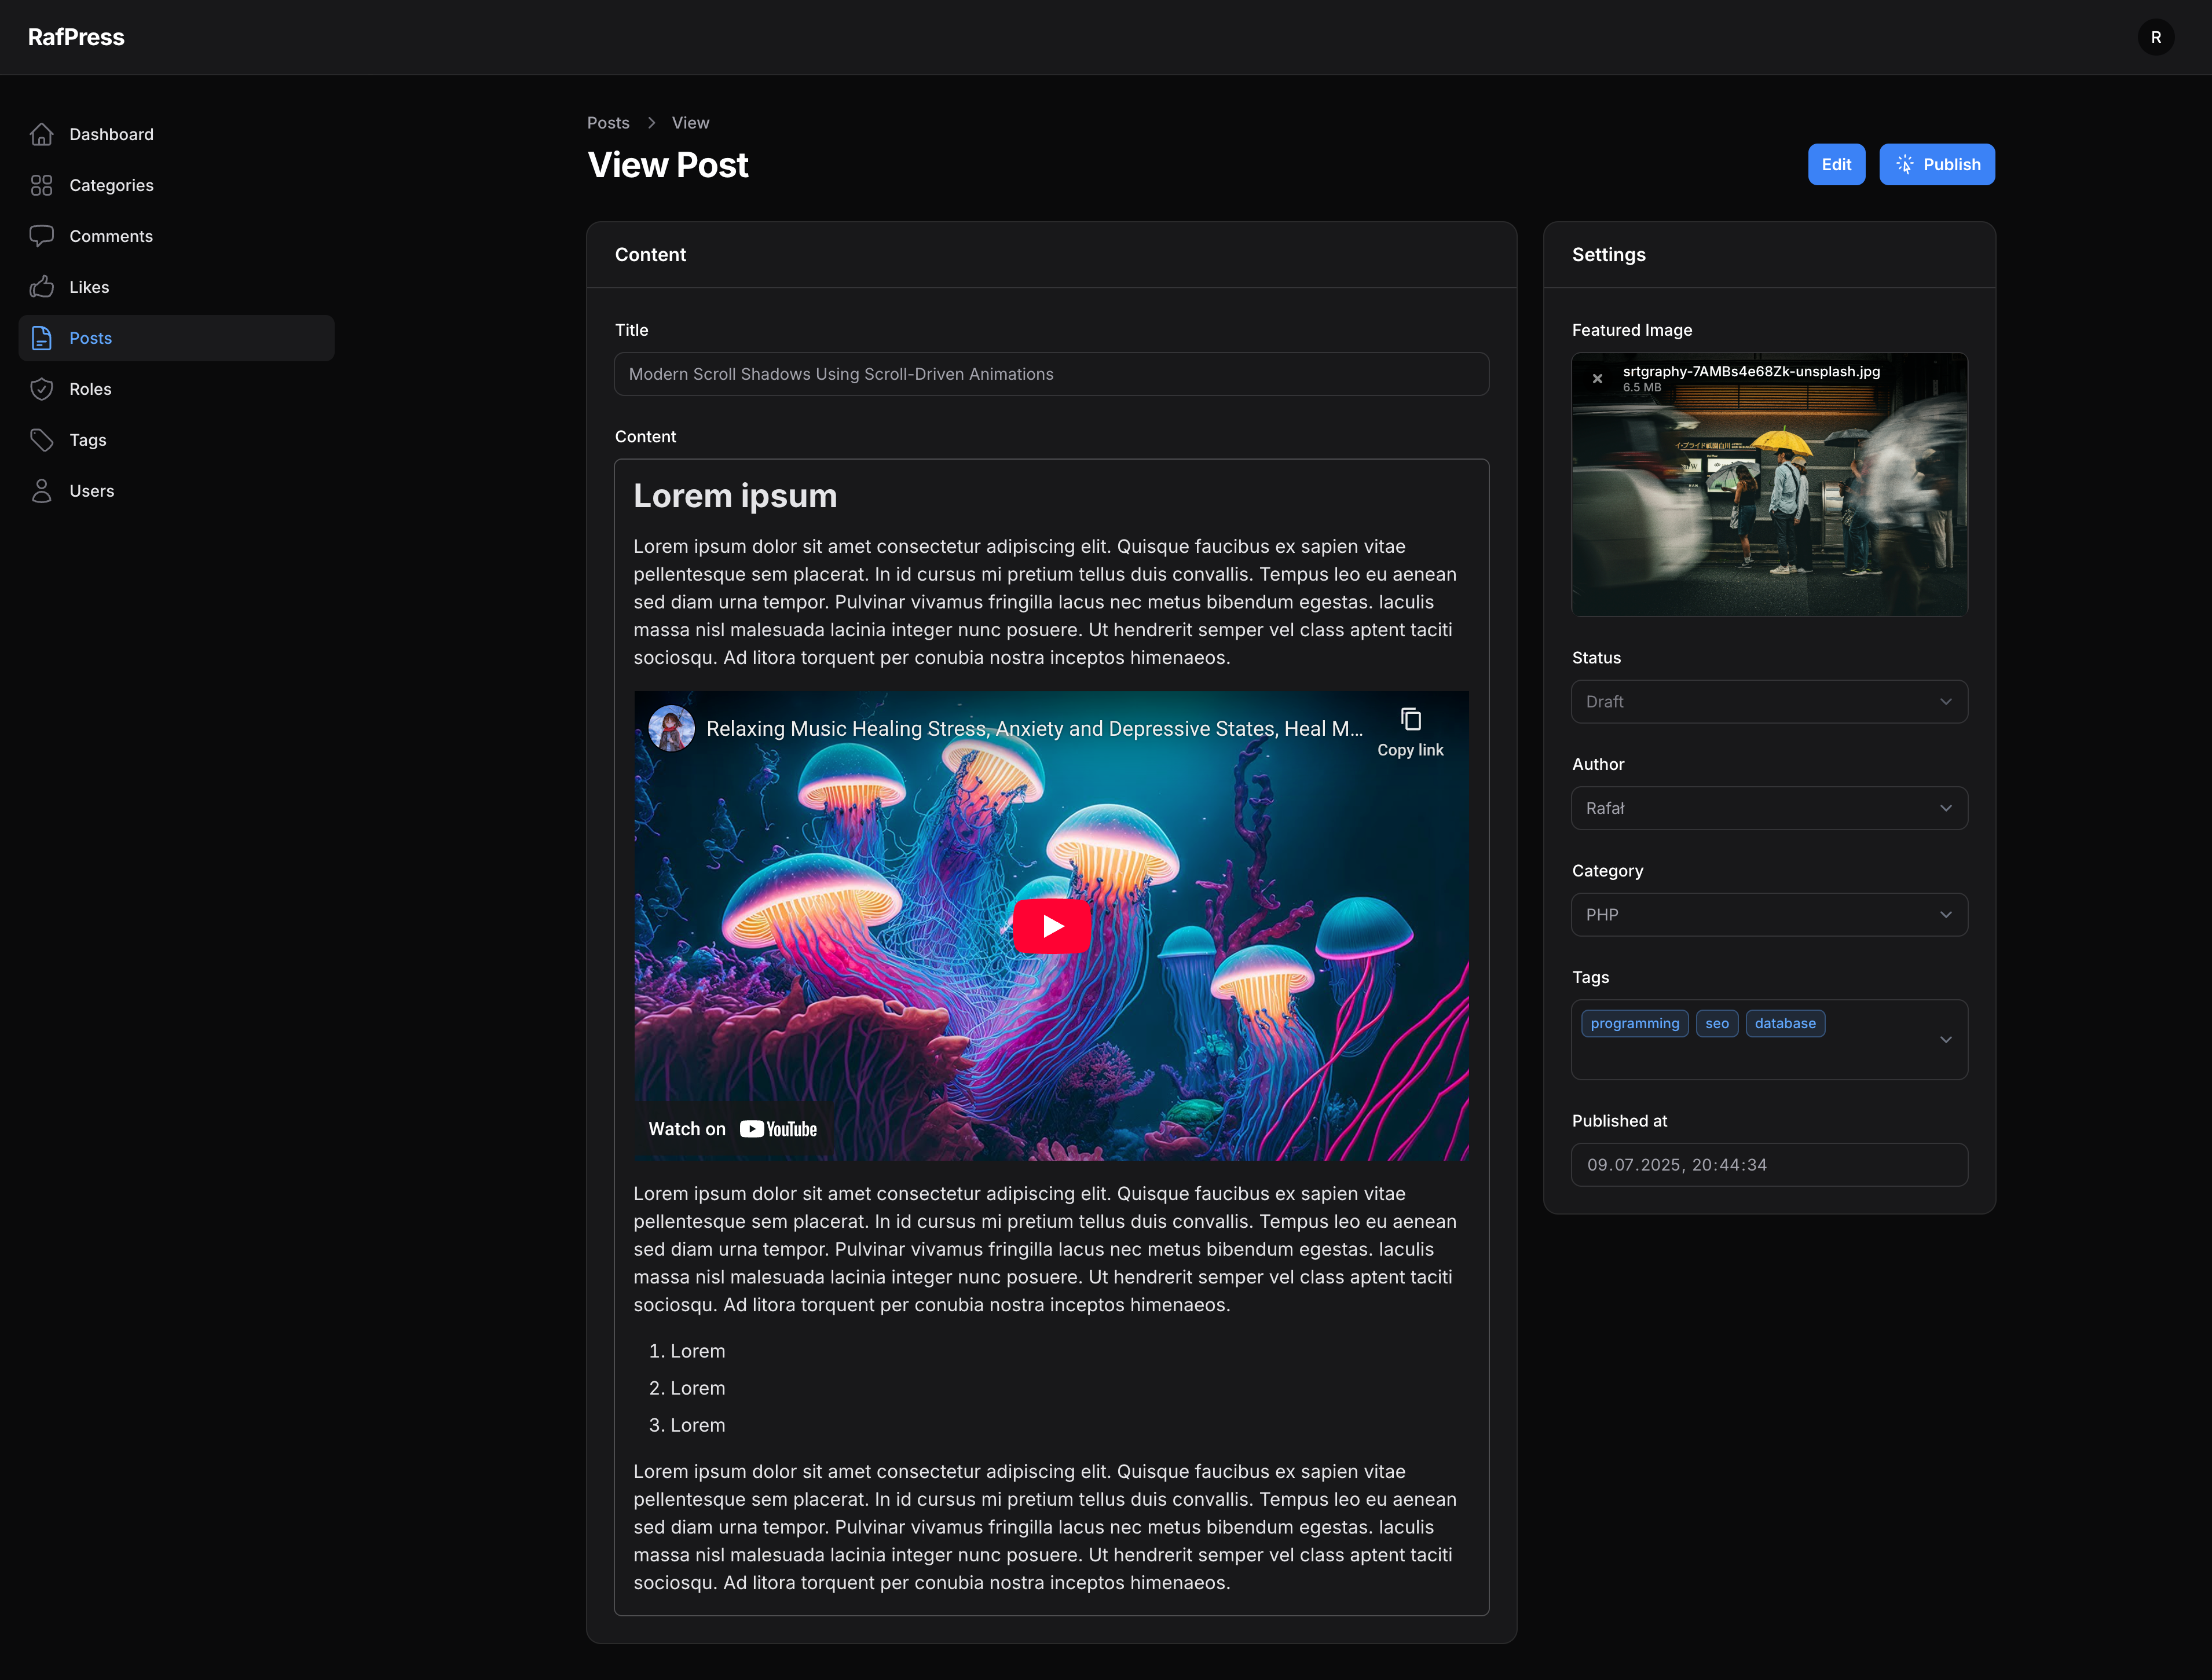 RafPress
R
Dashboard
Categories
Comments
Likes
Posts
Roles
Tags
Users
Posts
View
View Post
Edit
Publish
Content
Title
Modern Scroll Shadows Using Scroll-Driven Animations
Content
Lorem ipsum
Lorem ipsum dolor sit amet consectetur adipiscing elit. Quisque faucibus ex sapien vitae
pellentesque sem placerat. In id cursus mi pretium tellus duis convallis. Tempus leo eu aenean
sed diam urna tempor. Pulvinar vivamus fringilla lacus nec metus bibendum egestas. Iaculis
massa nisl malesuada lacinia integer nunc posuere. Ut hendrerit semper vel class aptent taciti
sociosqu. Ad litora torquent per conubia nostra inceptos himenaeos.
Relaxing Music Healing Stress, Anxiety and Depressive States, Heal M...
Copy link
Watch on YouTube
Lorem ipsum dolor sit amet consectetur adipiscing elit. Quisque faucibus ex sapien vitae
pellentesque sem placerat. In id cursus mi pretium tellus duis convallis. Tempus leo eu aenean
sed diam urna tempor. Pulvinar vivamus fringilla lacus nec metus bibendum egestas. Iaculis
massa nisl malesuada lacinia integer nunc posuere. Ut hendrerit semper vel class aptent taciti
sociosqu. Ad litora torquent per conubia nostra inceptos himenaeos.
1. Lorem
2. Lorem
3. Lorem
Lorem ipsum dolor sit amet consectetur adipiscing elit. Quisque faucibus ex sapien vitae
pellentesque sem placerat. In id cursus mi pretium tellus duis convallis. Tempus leo eu aenean
sed diam urna tempor. Pulvinar vivamus fringilla lacus nec metus bibendum egestas. Iaculis
massa nisl malesuada lacinia integer nunc posuere. Ut hendrerit semper vel class aptent taciti
sociosqu. Ad litora torquent per conubia nostra inceptos himenaeos.
Settings
Featured Image
srtgraphy-7AMBs4e68Zk-unsplash.jpg
6.5 MB
Status
Draft
Author
Rafał
Category
PHP
Tags
programming
seo
database
Published at
09.07.2025, 20:44:34